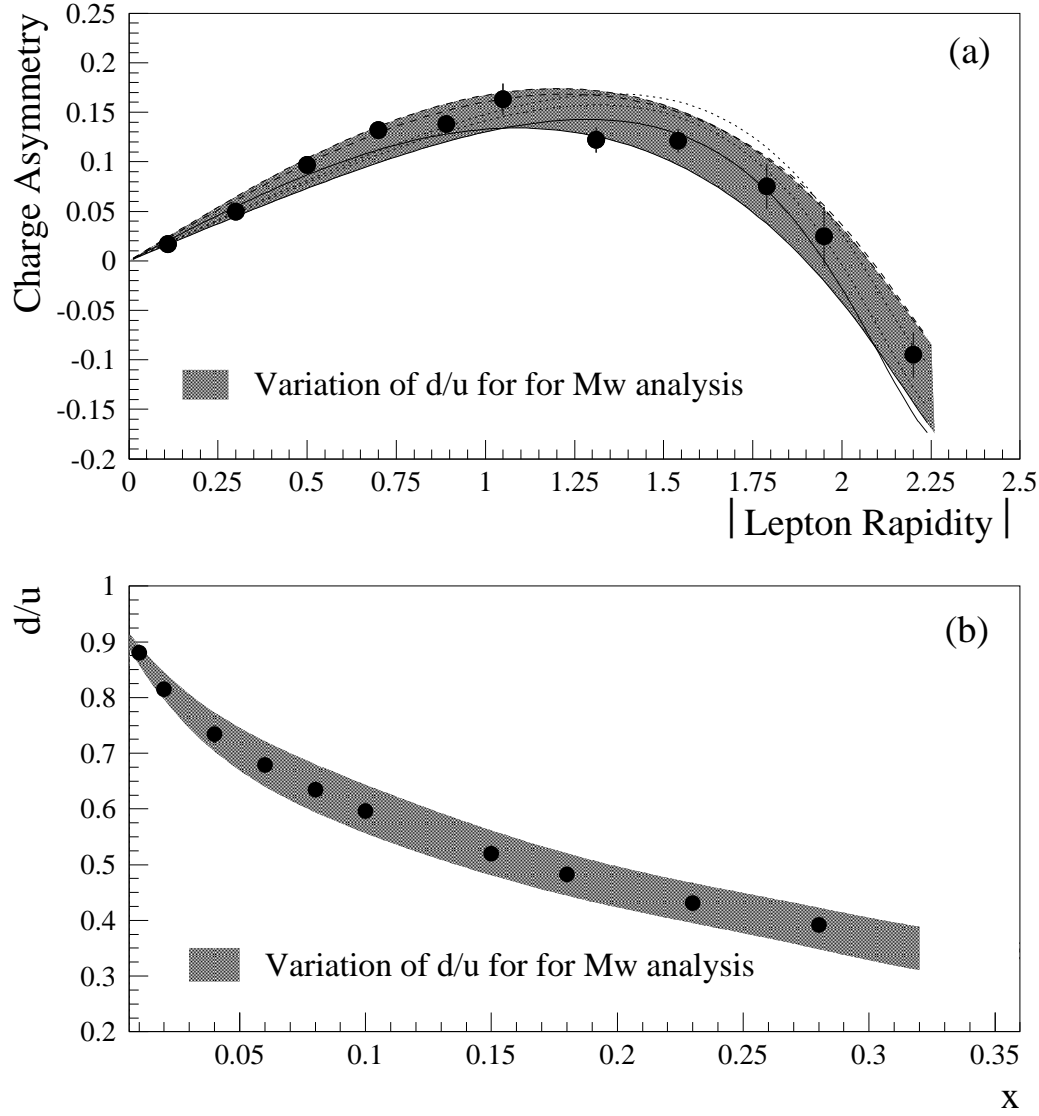 0.25
(a)
0.2
0.15
0.1
0.05
0
-0.05
-0.1
-0.15
-0.2
Charge Asymmetry
Variation of d/u for for Mw analysis
0 0.25 0.5 0.75 1 1.25 1.5 1.75 2 2.25 2.5
|Lepton Rapidity|
1
(b)
0.9
0.8
0.7
0.6
0.5
0.4
0.3
0.2
d/u
Variation of d/u for for Mw analysis
0.05 0.1 0.15 0.2 0.25 0.3 0.35
x